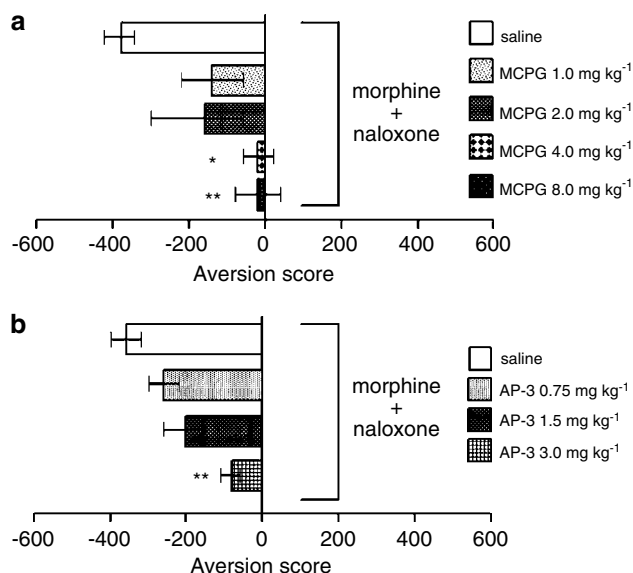 a
saline
MCPG 1.0 mg kg⁻¹
MCPG 2.0 mg kg⁻¹
MCPG 4.0 mg kg⁻¹
MCPG 8.0 mg kg⁻¹
morphine
+
naloxone
*
**
-600 -400 -200 0 200 400 600
Aversion score
b
saline
AP-3 0.75 mg kg⁻¹
AP-3 1.5 mg kg⁻¹
AP-3 3.0 mg kg⁻¹
morphine
+
naloxone
**
-600 -400 -200 0 200 400 600
Aversion score